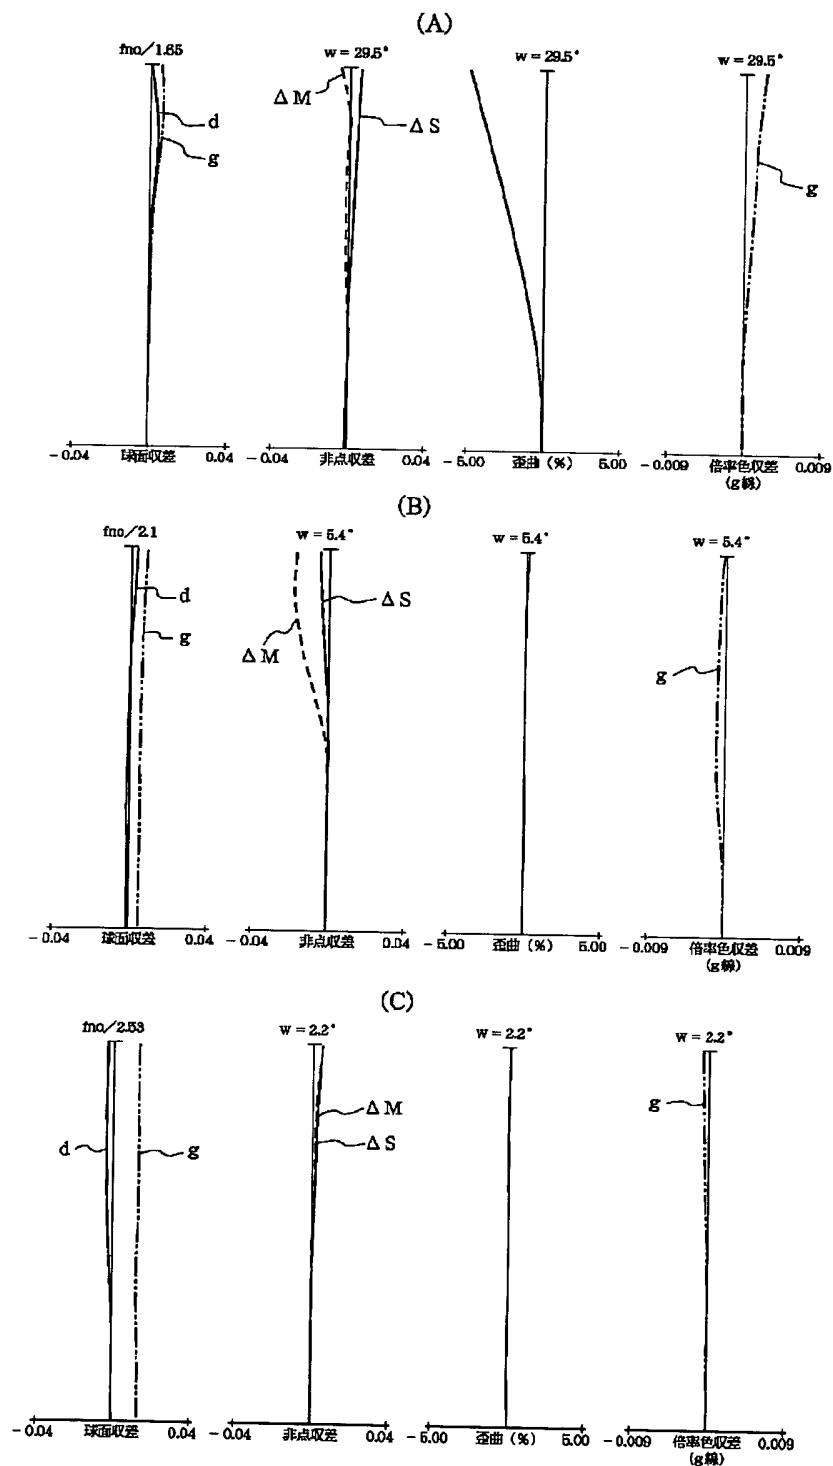 (A)
fno/1.65
w = 29.5°
w = 29.5°
w = 29.5°
ΔM
d
ΔS
g
g
-0.04 球面収差 0.04
-0.04 非点収差 0.04
-5.00 歪曲(%) 5.00
-0.009 倍率色収差 0.009
(g線)
(B)
fno/2.1
w = 5.4°
w = 5.4°
w = 5.4°
d
ΔS
g
ΔM
g
-0.04 球面収差 0.04
-0.04 非点収差 0.04
-5.00 歪曲(%) 5.00
-0.009 倍率色収差 0.009
(g線)
(C)
fno/2.53
w = 2.2°
w = 2.2°
w = 2.2°
ΔM
g
d
g
ΔS
-0.04 球面収差 0.04
-0.04 非点収差 0.04
-5.00 歪曲(%) 5.00
-0.009 倍率色収差 0.009
(g線)